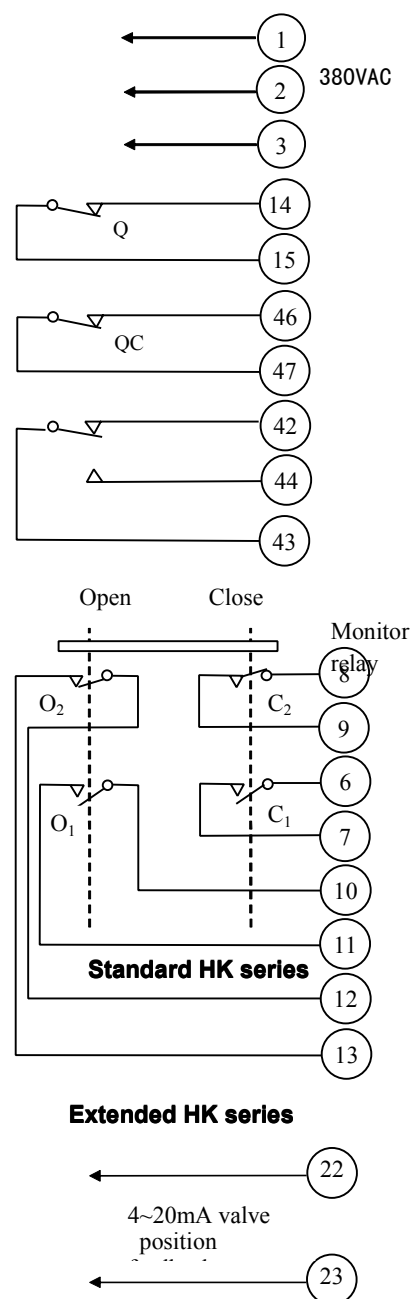 1
2
380VAC
3
14
Q
15
46
QC
47
42
44
43
Open Close
Monitor
relay
8
O₂ C₂
9
6
O₁ C₁
7
10
11
Standard HK series
12
13
Extended HK series
22
4~20mA valve
position
23